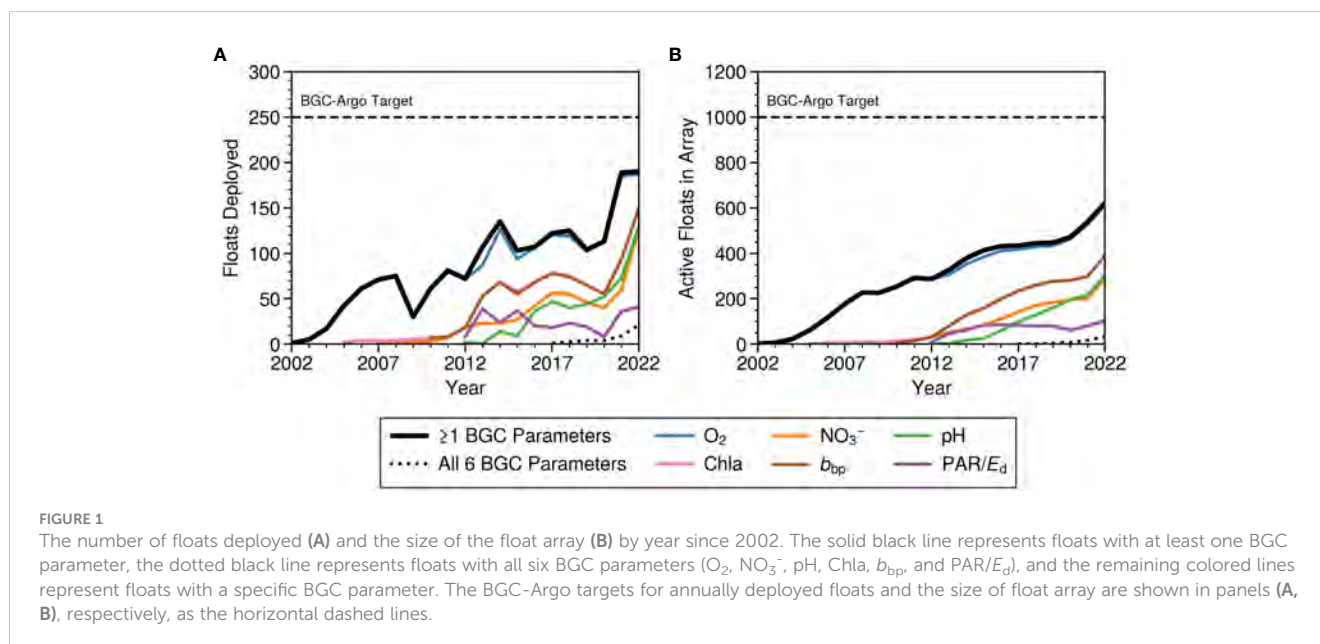 A
B
300
250
200
150
100
50
0
BGC-Argo Target
Floats Deployed
2002 2007 2012 2017 2022
Year
1200
1000
800
600
400
200
0
BGC-Argo Target
Active Floats in Array
2002 2007 2012 2017 2022
Year
≥1 BGC Parameters O₂ NO₃⁻ pH
All 6 BGC Parameters Chla bbp PAR/Ed
FIGURE 1
The number of floats deployed (A) and the size of the float array (B) by year since 2002. The solid black line represents floats with at least one BGC
parameter, the dotted black line represents floats with all six BGC parameters (O₂, NO₃⁻, pH, Chla, bbp, and PAR/Ed), and the remaining colored lines
represent floats with a specific BGC parameter. The BGC-Argo targets for annually deployed floats and the size of float array are shown in panels (A,
B), respectively, as the horizontal dashed lines.